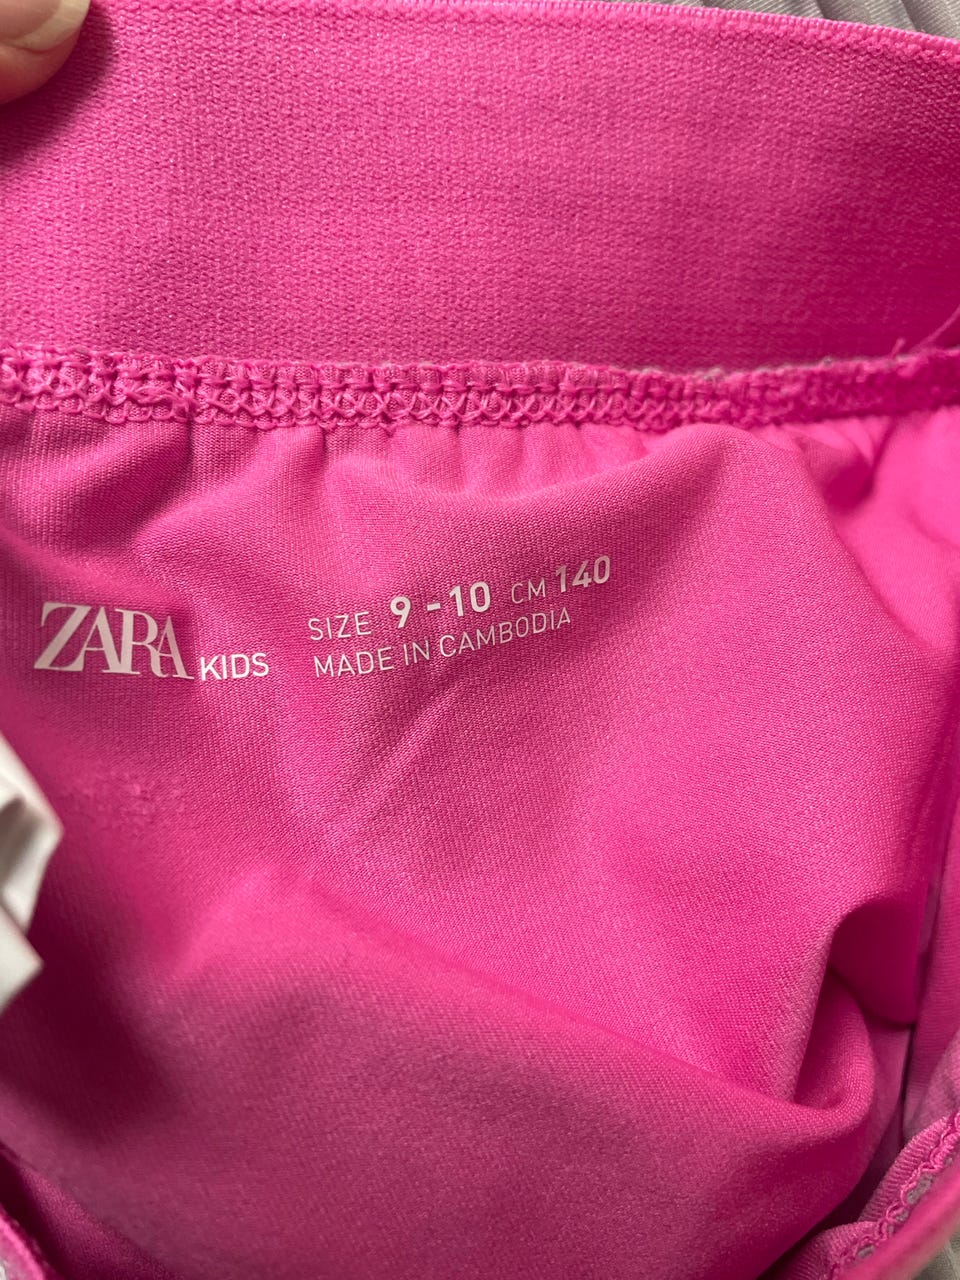 ZARA KIDS
SIZE 9-10 CM 140
MADE IN CAMBODIA